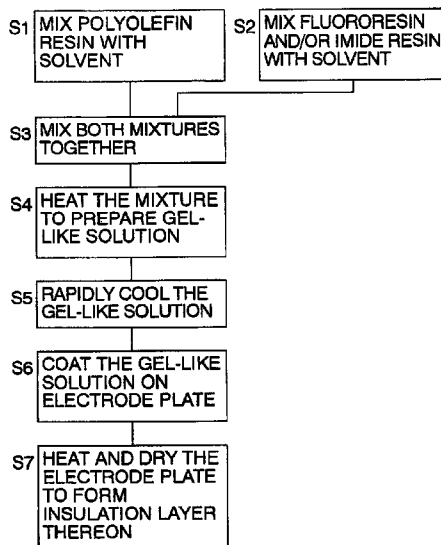 S1
MIX POLYOLEFIN
RESIN WITH
SOLVENT
S2
MIX FLUORORESIN
AND/OR IMIDE RESIN
WITH SOLVENT
S3
MIX BOTH MIXTURES
TOGETHER
S4
HEAT THE MIXTURE
TO PREPARE GEL-
LIKE SOLUTION
S5
RAPIDLY COOL THE
GEL-LIKE SOLUTION
S6
COAT THE GEL-LIKE
SOLUTION ON
ELECTRODE PLATE
S7
HEAT AND DRY THE
ELECTRODE PLATE
TO FORM
INSULATION LAYER
THEREON